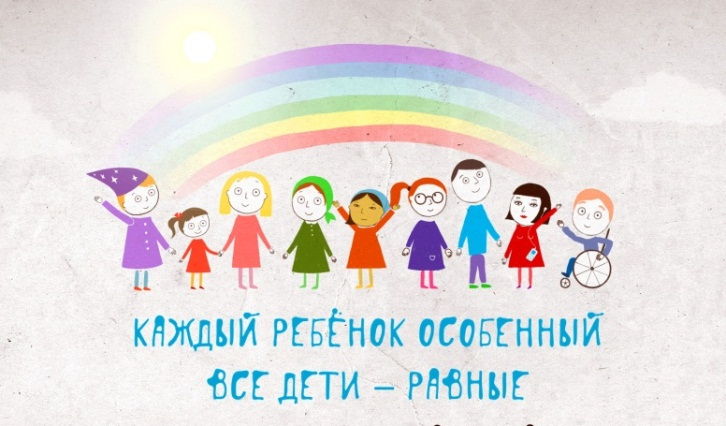 КАЖДЫЙ РЕБЁНОК ОСОБЕННЫЙ
ВСЕ ДЕТИ – РАВНЫЕ